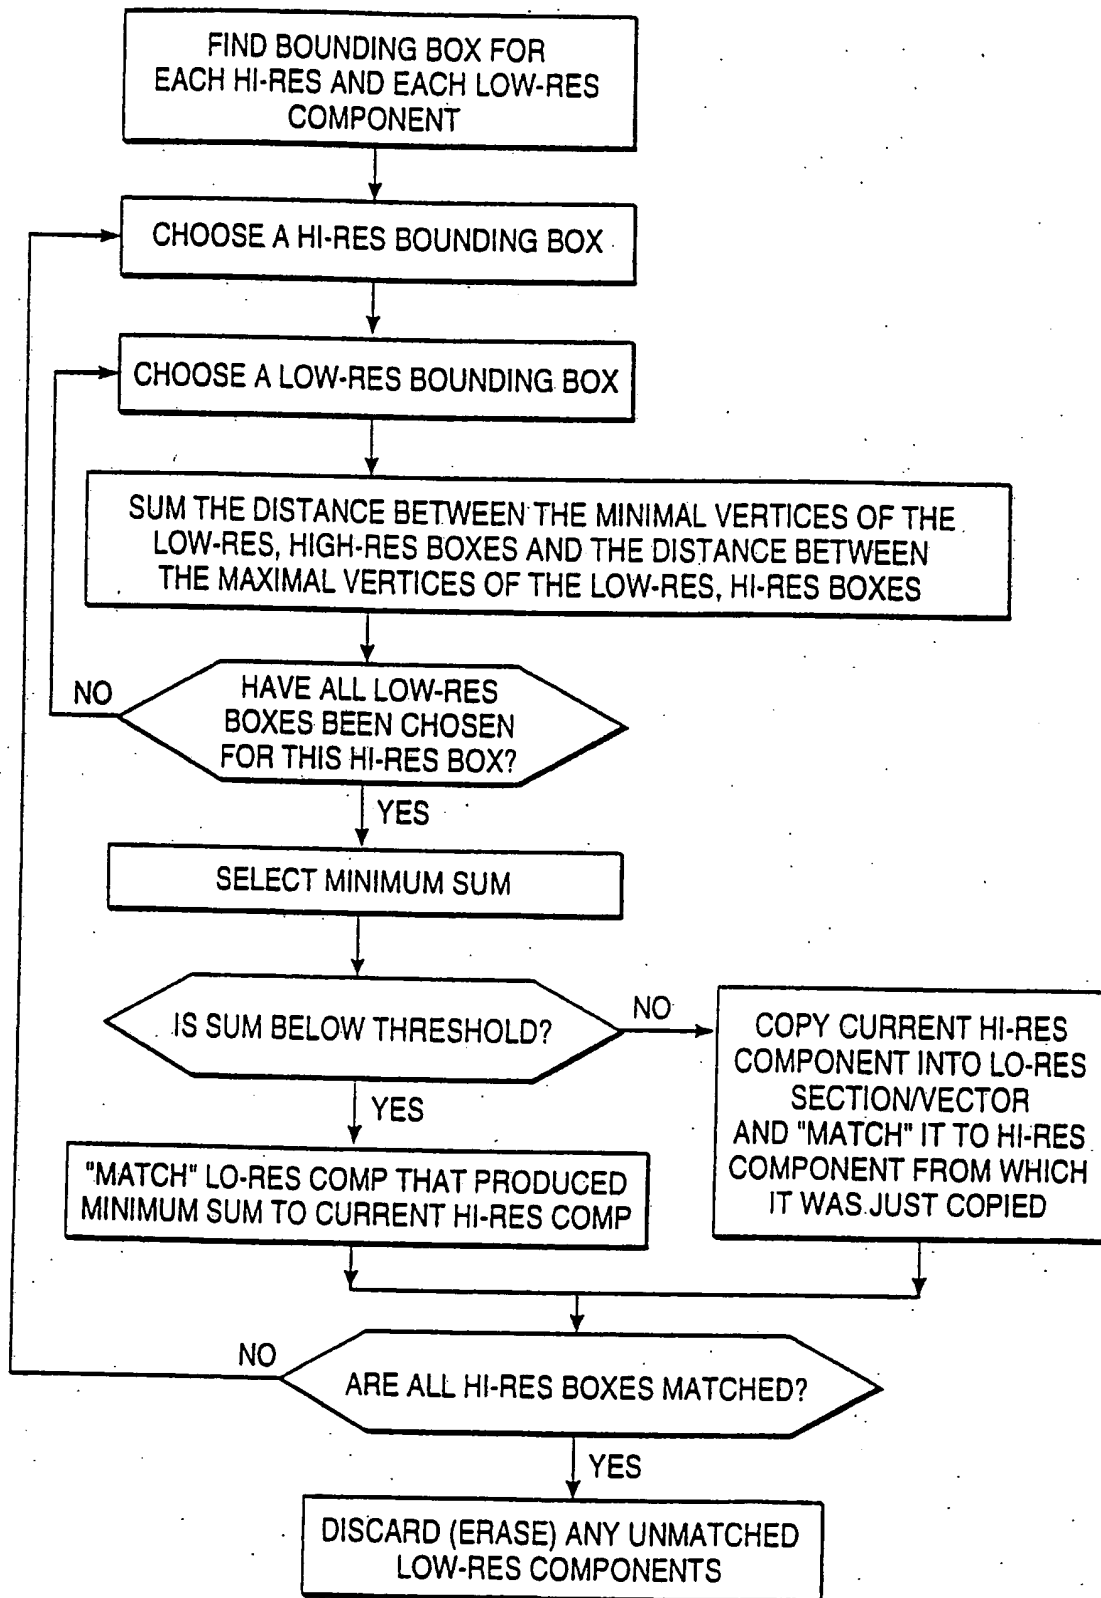 FIND BOUNDING BOX FOR
EACH HI-RES AND EACH LOW-RES
COMPONENT
CHOOSE A HI-RES BOUNDING BOX
CHOOSE A LOW-RES BOUNDING BOX
SUM THE DISTANCE BETWEEN THE MINIMAL VERTICES OF THE
LOW-RES, HIGH-RES BOXES AND THE DISTANCE BETWEEN
THE MAXIMAL VERTICES OF THE LOW-RES, HI-RES BOXES
NO
HAVE ALL LOW-RES
BOXES BEEN CHOSEN
FOR THIS HI-RES BOX?
YES
SELECT MINIMUM SUM
IS SUM BELOW THRESHOLD?
NO
YES
COPY CURRENT HI-RES
COMPONENT INTO LO-RES
SECTION/VECTOR
AND "MATCH" IT TO HI-RES
COMPONENT FROM WHICH
IT WAS JUST COPIED
"MATCH" LO-RES COMP THAT PRODUCED
MINIMUM SUM TO CURRENT HI-RES COMP
NO
ARE ALL HI-RES BOXES MATCHED?
YES
DISCARD (ERASE) ANY UNMATCHED
LOW-RES COMPONENTS